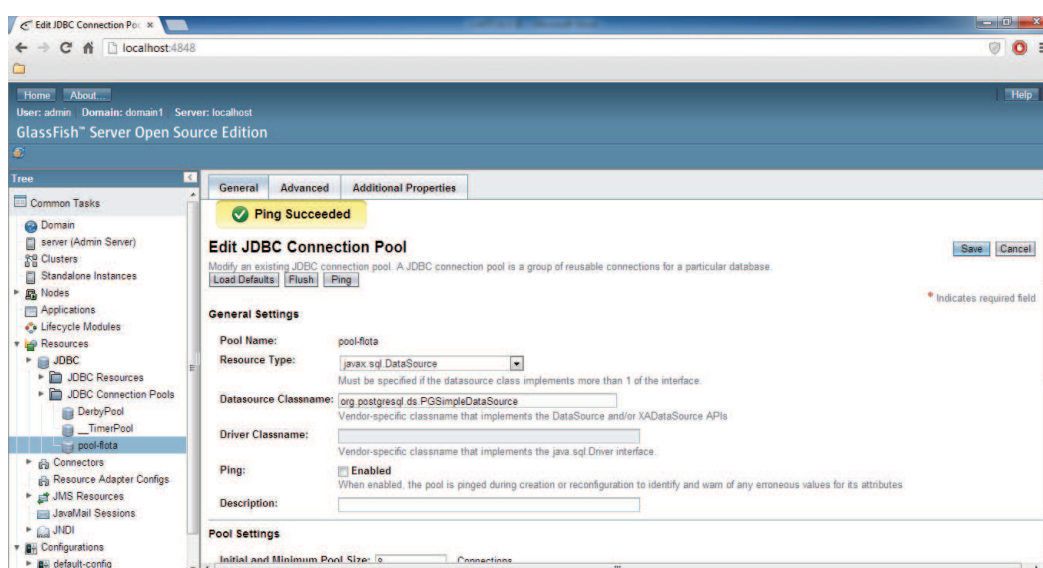 Edit JDBC Connection Poc ×
localhost:4848
Home About...
Help
User: admin Domain: domain1 Server: localhost
GlassFish™ Server Open Source Edition
Tree
Common Tasks
Domain
server (Admin Server)
Clusters
Standalone Instances
Nodes
Applications
Lifecycle Modules
Resources
JDBC
JDBC Resources
JDBC Connection Pools
DerbyPool
__TimerPool
pool-flota
Connectors
Resource Adapter Configs
JMS Resources
JavaMail Sessions
JNDI
Configurations
default-config
General Advanced Additional Properties
Ping Succeeded
Edit JDBC Connection Pool
Save Cancel
Modify an existing JDBC connection pool. A JDBC connection pool is a group of reusable connections for a particular database.
Load Defaults Flush Ping
* Indicates required field
General Settings
Pool Name: pool-flota
Resource Type: javax.sql.DataSource
Must be specified if the datasource class implements more than 1 of the interface.
Datasource Classname: org.postgresql.ds.PGSimpleDataSource
Vendor-specific classname that implements the DataSource and/or XADataSource APIs
Driver Classname:
Vendor-specific classname that implements the java.sql.Driver interface.
Ping: Enabled
When enabled, the pool is pinged during creation or reconfiguration to identify and warn of any erroneous values for its attributes
Description:
Pool Settings
Initial and Minimum Pool Size: 8 Connections